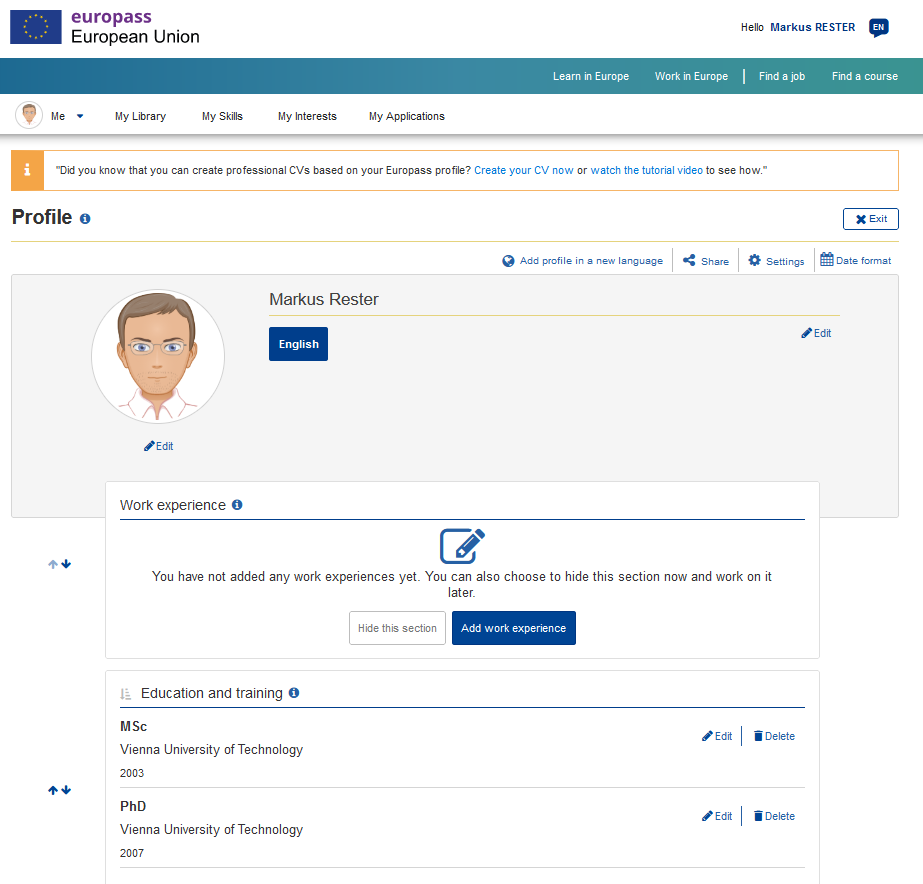 europass
European Union
Hello Markus RESTER EN
Learn in Europe Work in Europe Find a job Find a course
Me My Library My Skills My Interests My Applications
"Did you know that you can create professional CVs based on your Europass profile? Create your CV now or watch the tutorial video to see how."
Profile
Exit
Add profile in a new language Share Settings Date format
Markus Rester
English
Edit
Edit
Work experience
You have not added any work experiences yet. You can also choose to hide this section now and work on it
later.
Hide this section Add work experience
Education and training
MSc
Edit Delete
Vienna University of Technology
2003
PhD
Edit Delete
Vienna University of Technology
2007